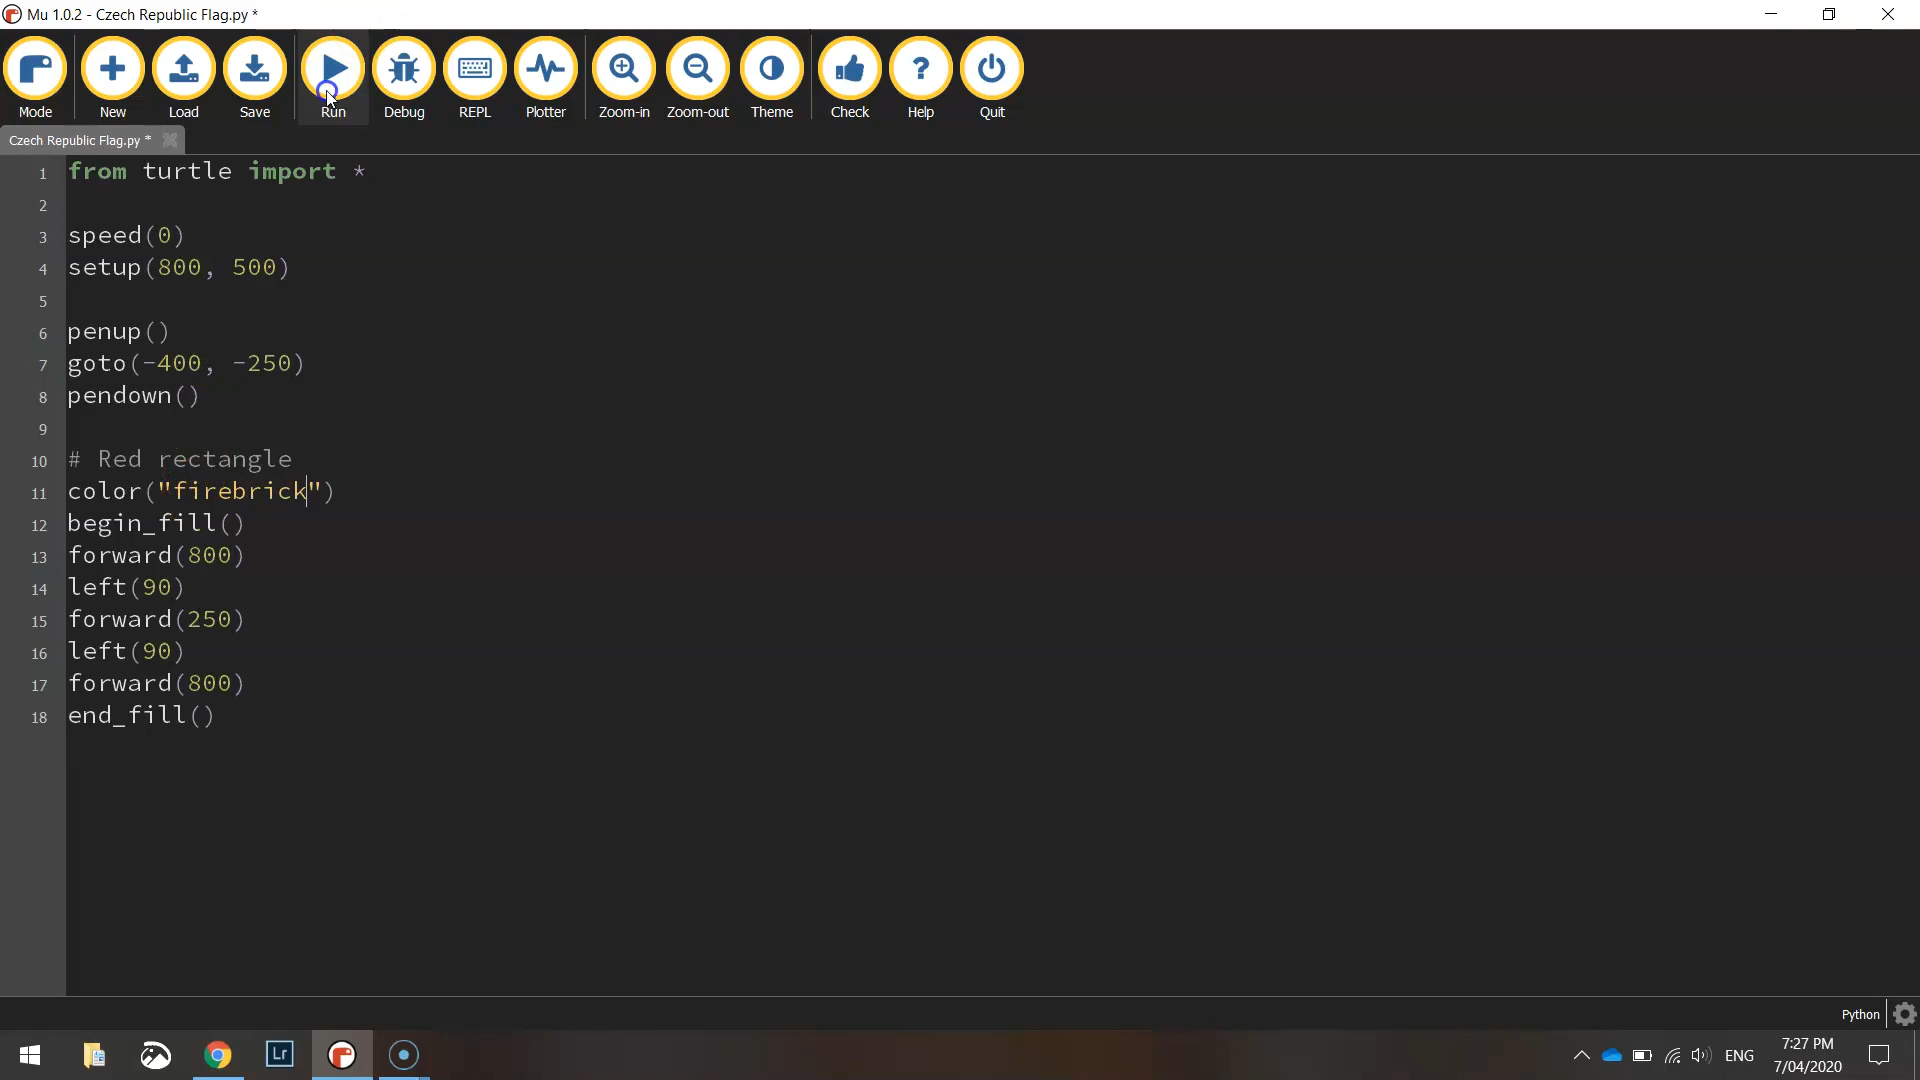 Mu 1.0.2 - Czech Republic Flag.py *
Mode New Load Save Run Debug REPL Plotter Zoom-in Zoom-out Theme Check Help Quit
Czech Republic Flag.py *
1 from turtle import *
2
3 speed(0)
4 setup(800, 500)
5
6 penup()
7 goto(-400, -250)
8 pendown()
9
10 # Red rectangle
11 color("firebrick")
12 begin_fill()
13 forward(800)
14 left(90)
15 forward(250)
16 left(90)
17 forward(800)
18 end_fill()
Python
Lr
ENG
7:27 PM
7/04/2020